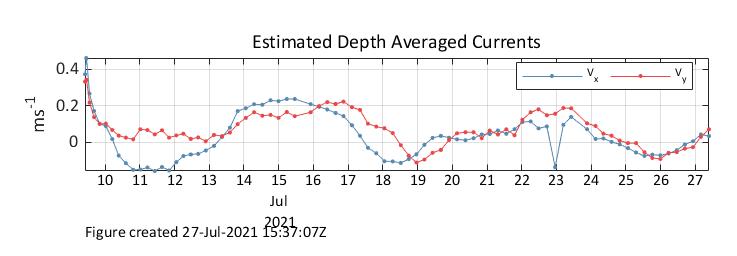 Estimated Depth Averaged Currents
Vx Vy
ms-1
0.4
0.2
0
10 11 12 13 14 15 16 17 18 19 20 21 22 23 24 25 26 27
Jul
2021
Figure created 27-Jul-2021 15:37:07Z